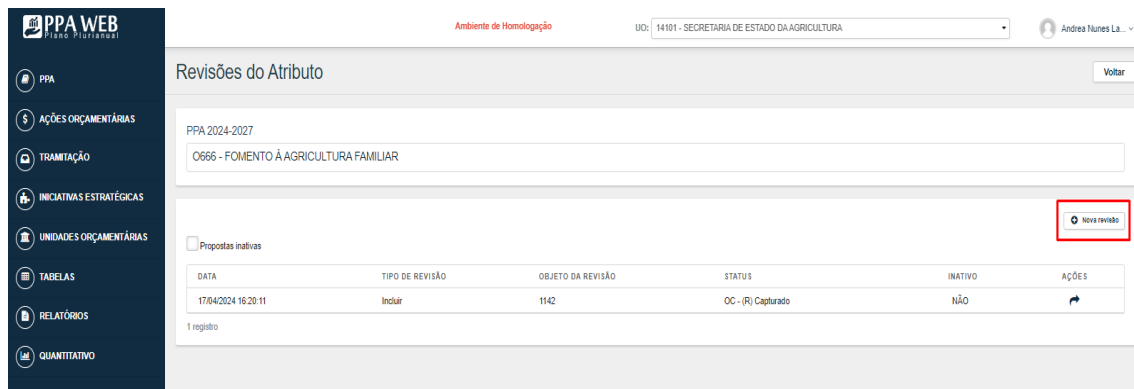 PPA WEB
Plano Plurianual
Ambiente de Homologação
UO: 14101 - SECRETARIA DE ESTADO DA AGRICULTURA
Andrea Nunes La...
PPA
AÇÕES ORÇAMENTÁRIAS
TRAMITAÇÃO
INICIATIVAS ESTRATÉGICAS
UNIDADES ORÇAMENTÁRIAS
TABELAS
RELATÓRIOS
QUANTITATIVO
Revisões do Atributo
Voltar
PPA 2024-2027
O666 - FOMENTO À AGRICULTURA FAMILIAR
Nova revisão
Propostas inativas
DATA TIPO DE REVISÃO OBJETO DA REVISÃO STATUS INATIVO AÇÕES
17/04/2024 16:20:11 Incluir 1142 OC - (R) Capturado NÃO
1 registro